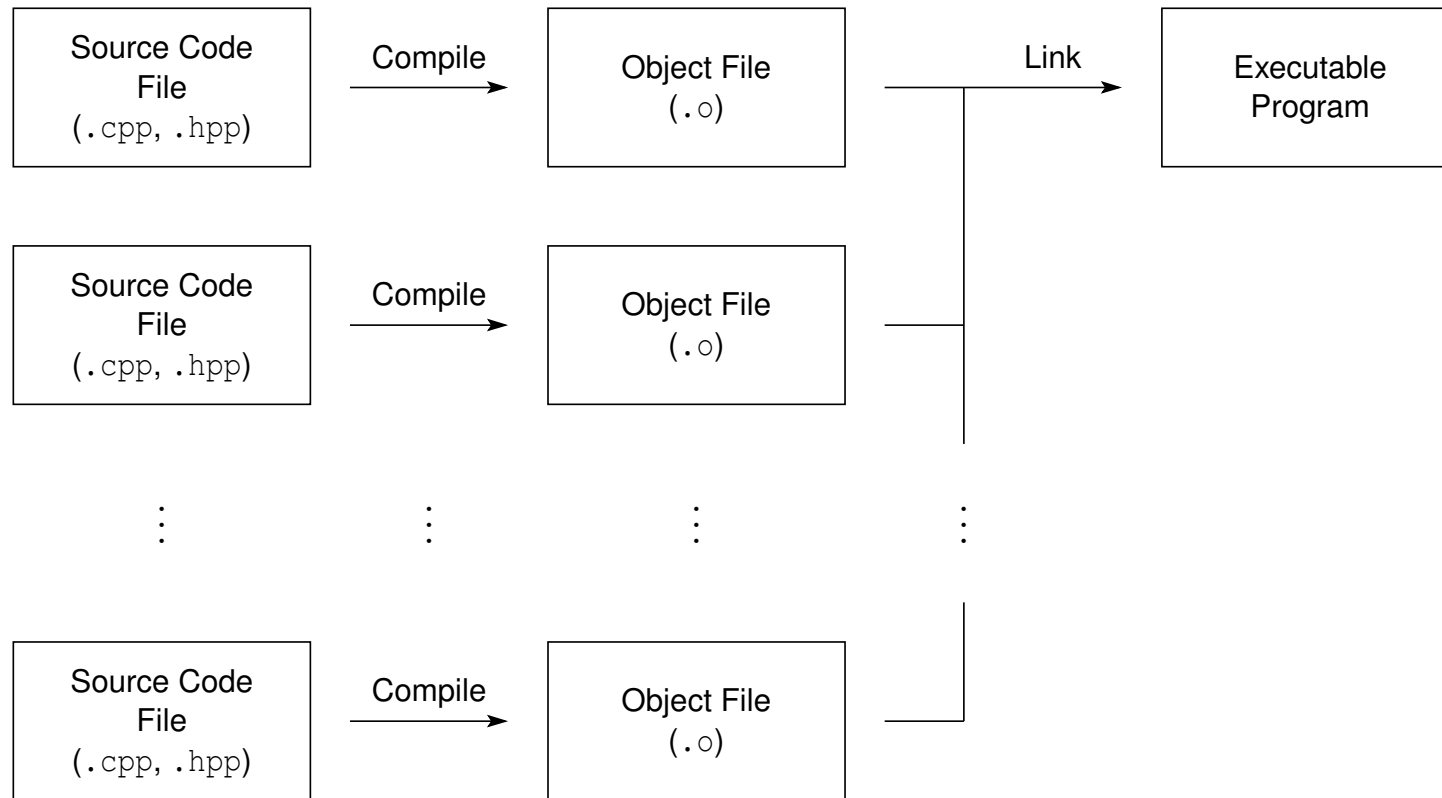 Source Code
File
(.cpp, .hpp)
Compile
Object File
(.o)
Link
Executable
Program
Source Code
File
(.cpp, .hpp)
Compile
Object File
(.o)
Source Code
File
(.cpp, .hpp)
Compile
Object File
(.o)